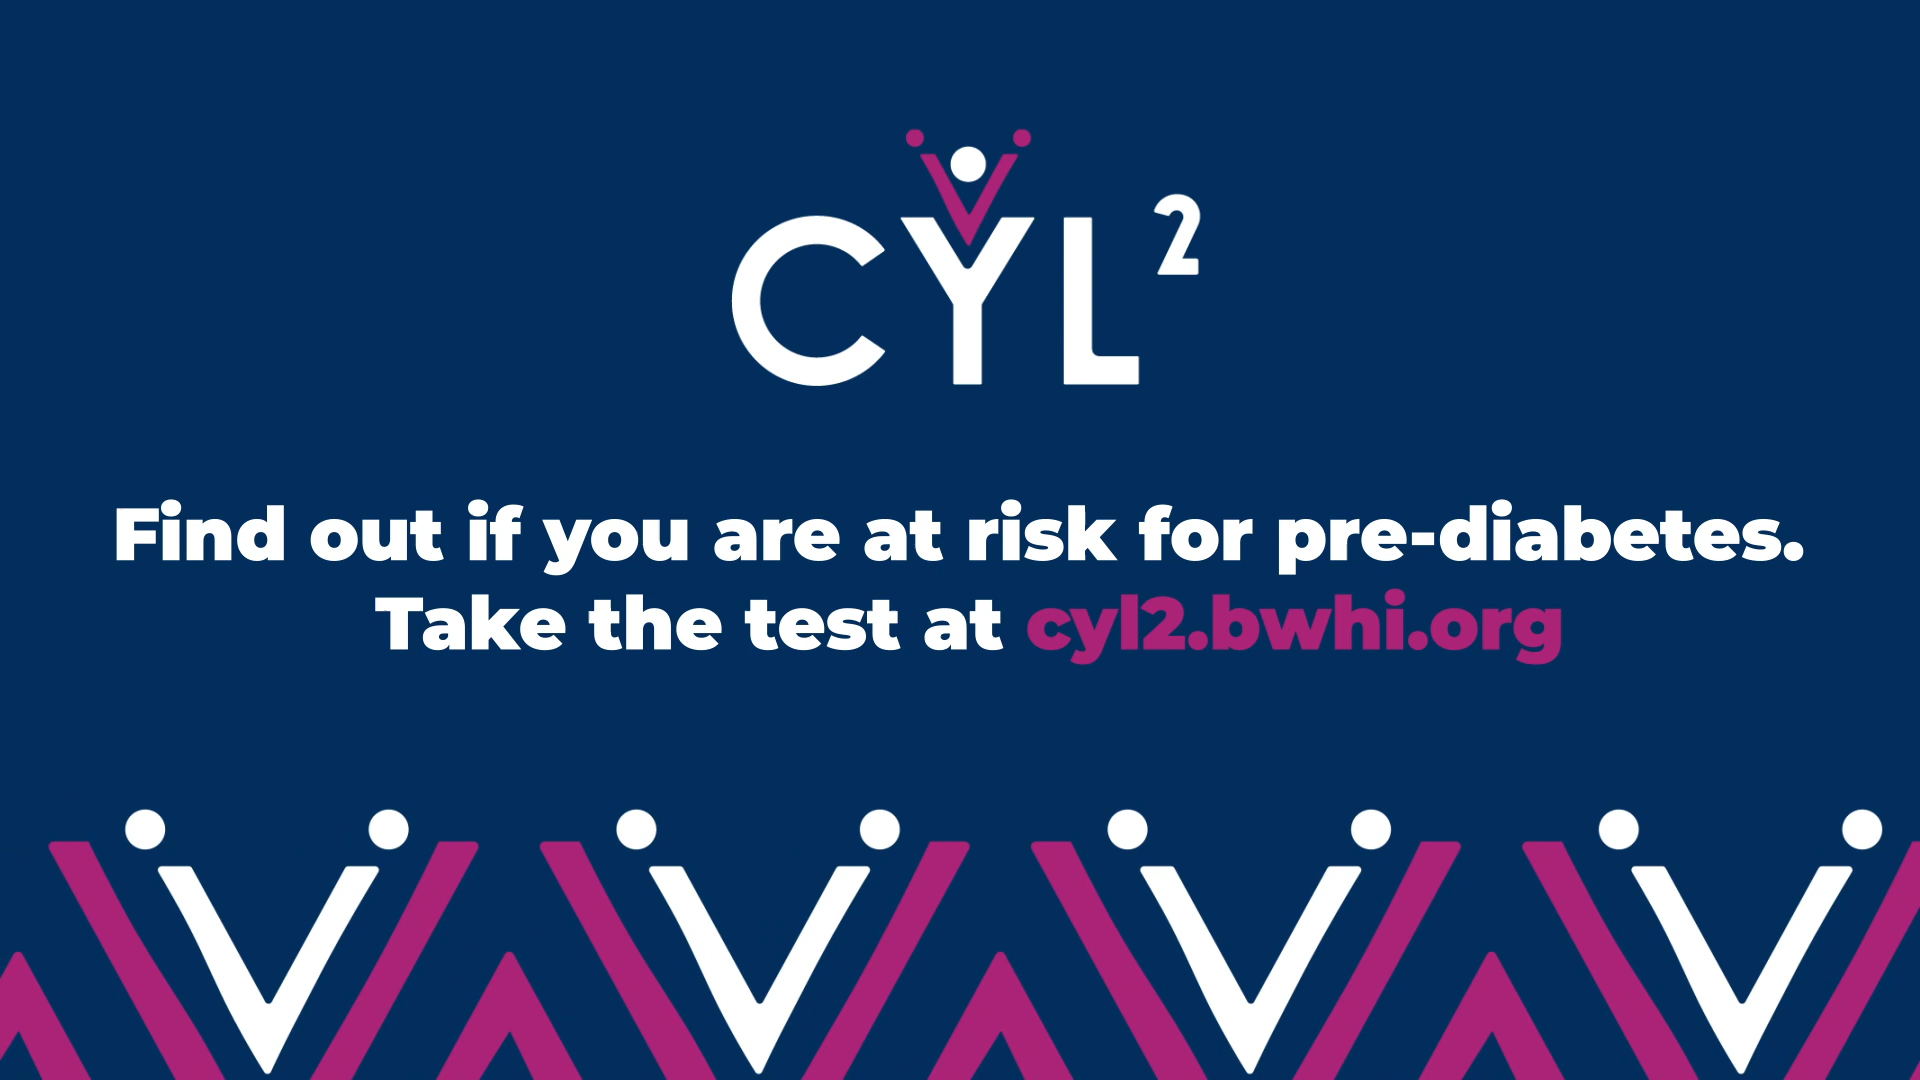 CYL²
Find out if you are at risk for pre-diabetes.
Take the test at cyl2.bwhi.org